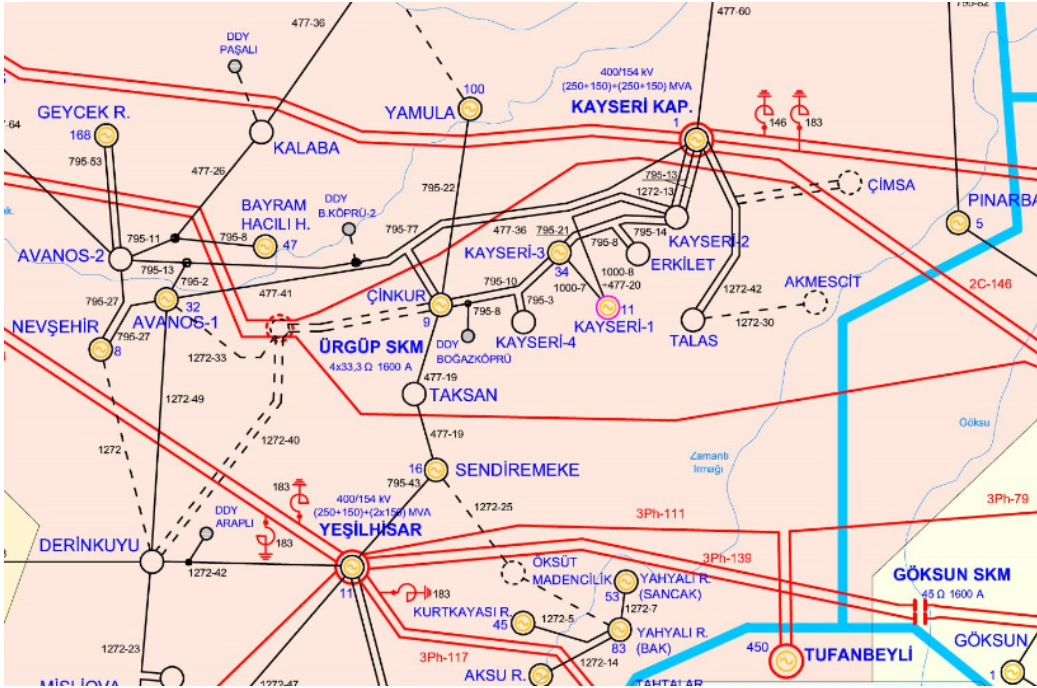 477-36
477-60
795-82
DDY
PAŞALI
400/154 kV
(250+150)+(250+150) MVA
KAYSERİ KAP.
1
GEYCEK R.
168
100
YAMULA
146
183
-64
KALABA
795-53
477-26
795-22
795-13
1272-13
ÇİMSA
BAYRAM
HACILI H.
47
DDY
B.KÖPRÜ-2
PINARBA
5
795-11
795-8
795-77
477-36
795-21
795-14
KAYSERİ-2
AVANOS-2
KAYSERİ-3
34
795-8
ERKİLET
795-13
795-2
477-41
795-10
1000-8
+477-20
1000-7
1272-42
AKMESCİT
2C-146
795-27
32
AVANOS-1
ÇİNKUR
9
795-8
795-3
11
KAYSERİ-1
1272-30
NEVŞEHİR
8
795-27
1272-33
ÜRGÜP SKM
4x33,3 Ω 1600 A
DDY
BOĞAZKÖPRÜ
KAYSERİ-4
TALAS
477-19
TAKSAN
1272-49
1272
1272-40
477-19
Göksu
Zamantı
Irmağı
16
SENDİREMEKE
795-43
183
400/154 kV
(250+150)+(2x150) MVA
YEŞİLHİSAR
11
1272-25
3Ph-79
3Ph-111
DDY
ARAPLI
183
DERİNKUYU
1272-42
3Ph-139
ÖKSÜT
MADENCİLİK
YAHYALI R.
(SANCAK)
53
GÖKSUN SKM
45 Ω 1600 A
183
KURTKAYASI R.
45
1272-5
1272-7
YAHYALI R.
(BAK)
83
GÖKSUN
1
450
TUFANBEYLİ
1272-23
3Ph-117
1272-14
AKSU R.
1272-47
MİSLİOVA
TAHTALAR